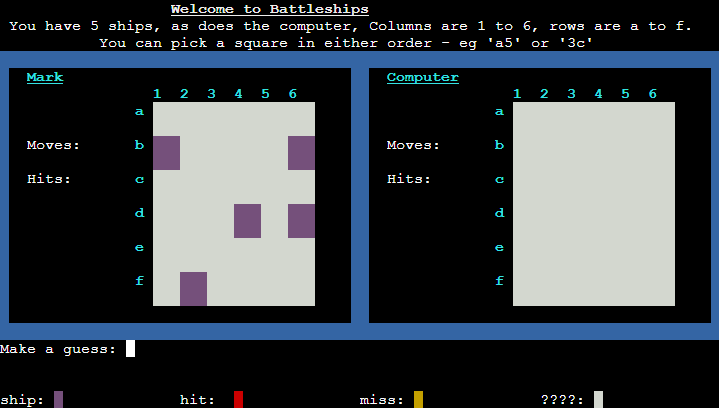 Welcome to Battleships
You have 5 ships, as does the computer, Columns are 1 to 6, rows are a to f.
You can pick a square in either order - eg 'a5' or '3c'
Mark
1 2 3 4 5 6
a
Moves: b
Hits: c
d
e
f
Computer
1 2 3 4 5 6
a
Moves: b
Hits: c
d
e
f
Make a guess:
ship: hit: miss: ????: